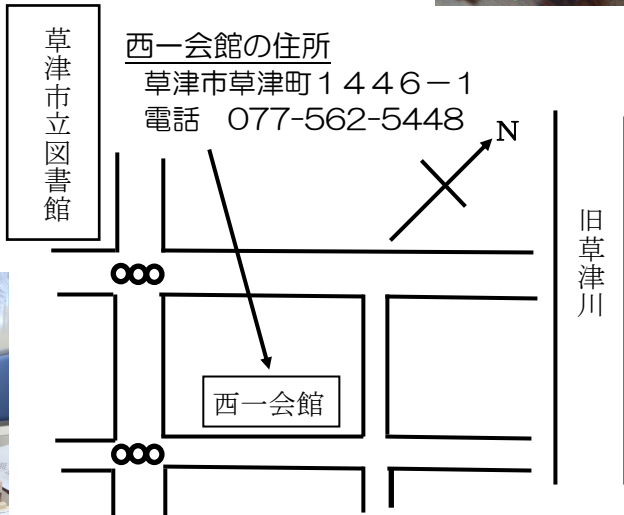 草津市立図書館
西一会館の住所
草津市草津町1446-1
電話 077-562-5448
N
旧草津川
西一会館